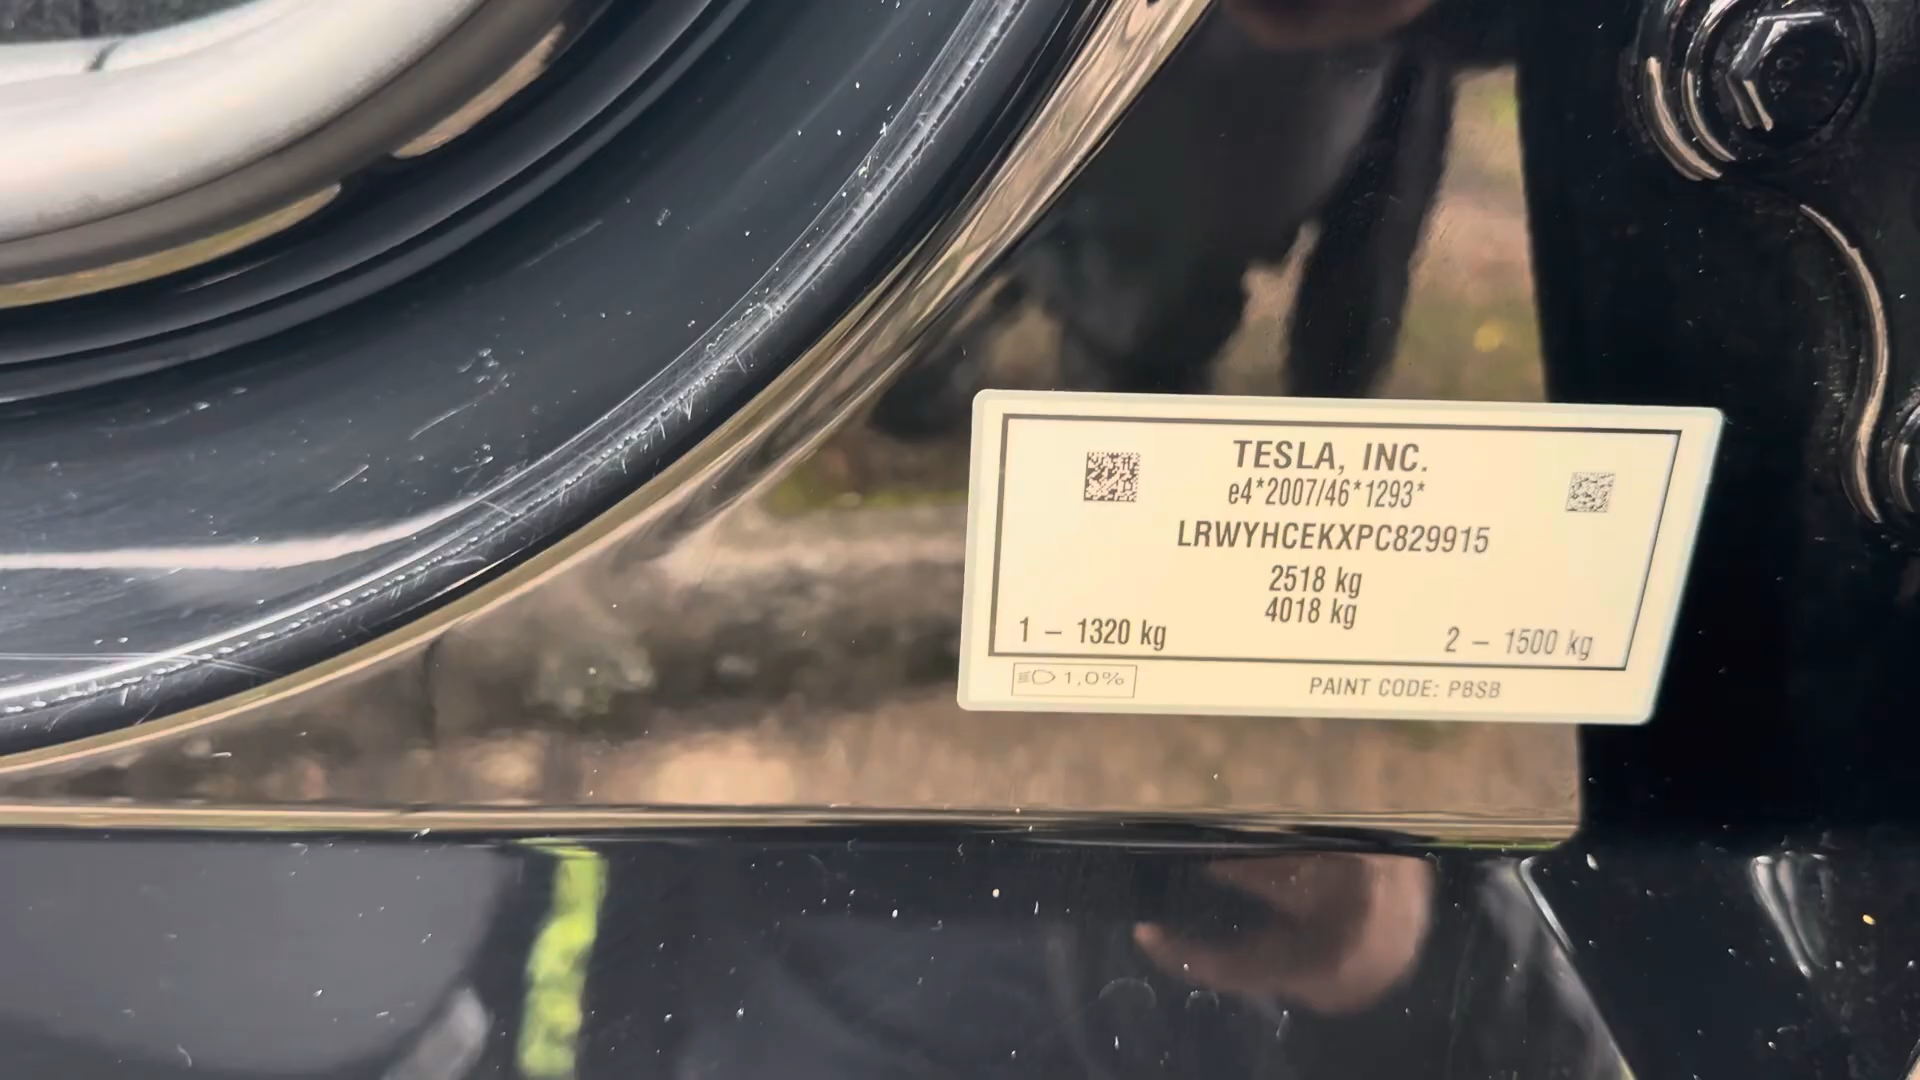 TESLA, INC.
e4*2007/46*1293*
LRWYHCEKXPC829915
2518 kg
4018 kg
1 – 1320 kg
2 – 1500 kg
1,0%
PAINT CODE: PBSB